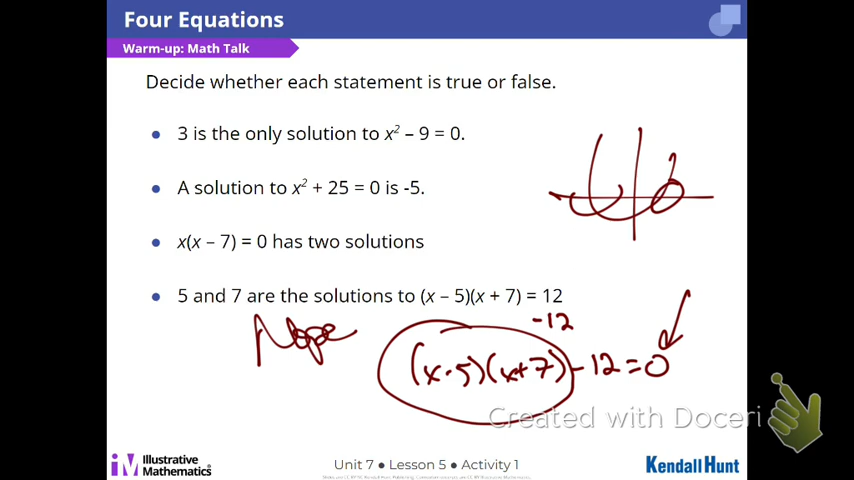 Four Equations
Warm-up: Math Talk
Decide whether each statement is true or false.
• 3 is the only solution to x² – 9 = 0.
• A solution to x² + 25 = 0 is -5.
• x(x – 7) = 0 has two solutions
• 5 and 7 are the solutions to (x – 5)(x + 7) = 12
Nope
-12
(x-5)(x+7)-12=0
Created with Doceri
Illustrative
Mathematics®
Unit 7 ● Lesson 5 ● Activity 1
Kendall Hunt